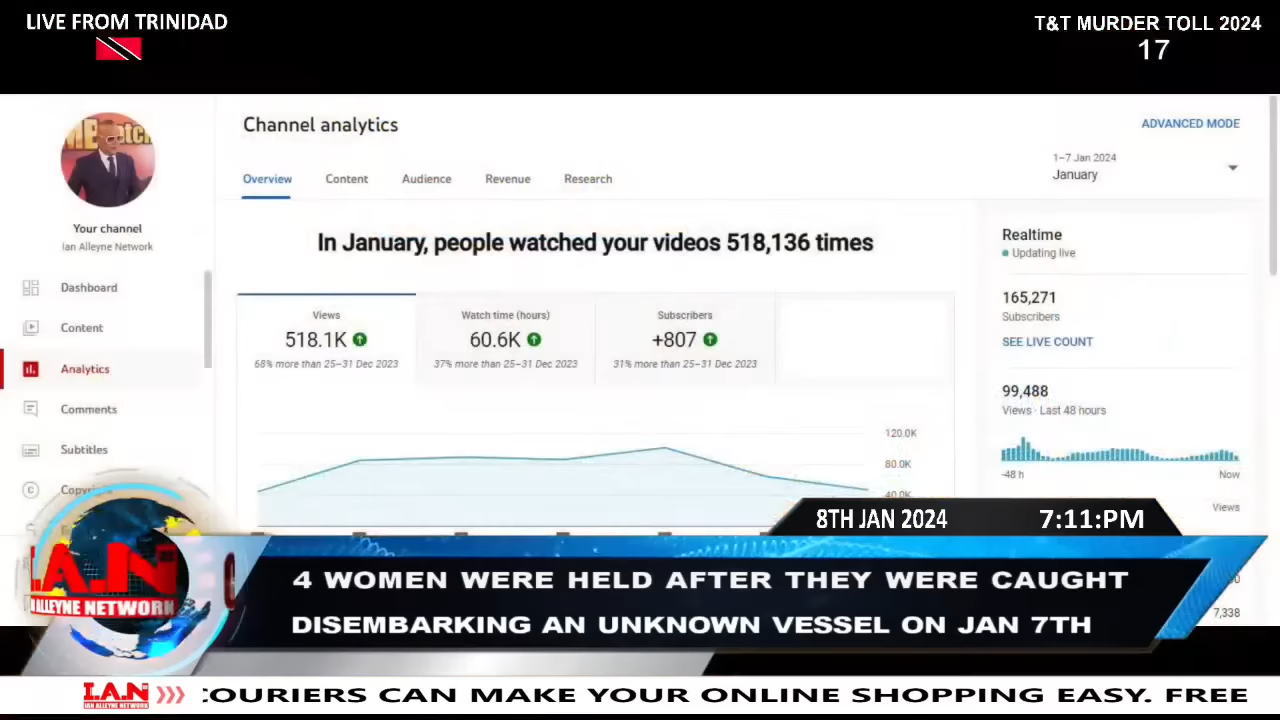 LIVE FROM TRINIDAD
T&T MURDER TOLL 2024
17
Channel analytics
ADVANCED MODE
1–7 Jan 2024
January
Overview
Content
Audience
Revenue
Research
Your channel
Ian Alleyne Network
In January, people watched your videos 518,136 times
Realtime
Updating live
Dashboard
Content
Analytics
Comments
Subtitles
Views
518.1K
68% more than 25–31 Dec 2023
Watch time (hours)
60.6K
37% more than 25–31 Dec 2023
Subscribers
+807
31% more than 25–31 Dec 2023
165,271
Subscribers
SEE LIVE COUNT
99,488
Views · Last 48 hours
120.0K
80.0K
40.0K
-48 h
Now
Views
7,338
8TH JAN 2024
7:11:PM
4 WOMEN WERE HELD AFTER THEY WERE CAUGHT
DISEMBARKING AN UNKNOWN VESSEL ON JAN 7TH
I.A.N
ALLEYNE NETWORK
I.A.N
IAN ALLEYNE NETWORK
COURIERS CAN MAKE YOUR ONLINE SHOPPING EASY. FREE